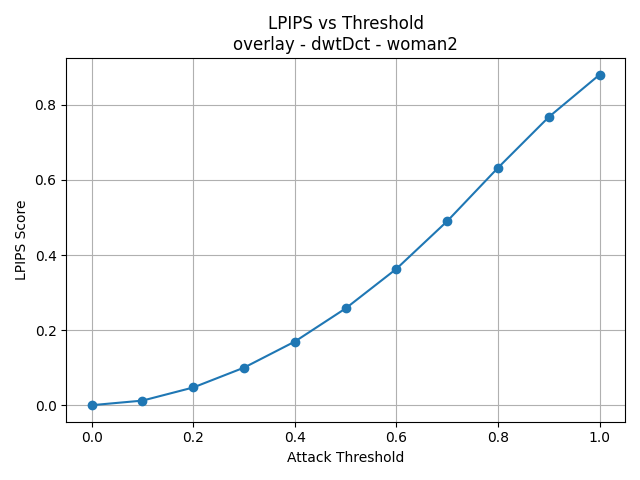 LPIPS vs Threshold
overlay - dwtDct - woman2
LPIPS Score
0.8
0.6
0.4
0.2
0.0
0.0 0.2 0.4 0.6 0.8 1.0
Attack Threshold